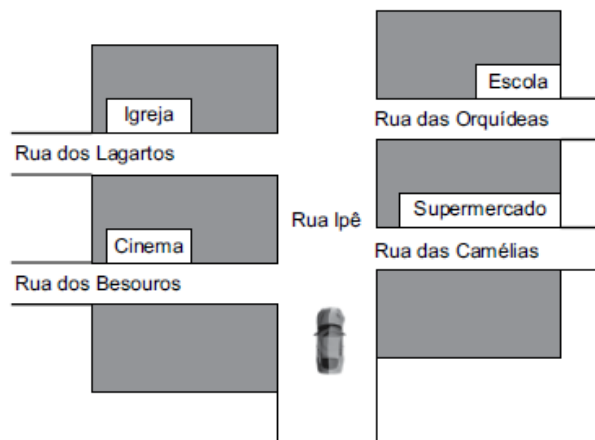 Escola
Igreja
Rua das Orquídeas
Rua dos Lagartos
Supermercado
Rua Ipê
Cinema
Rua das Camélias
Rua dos Besouros